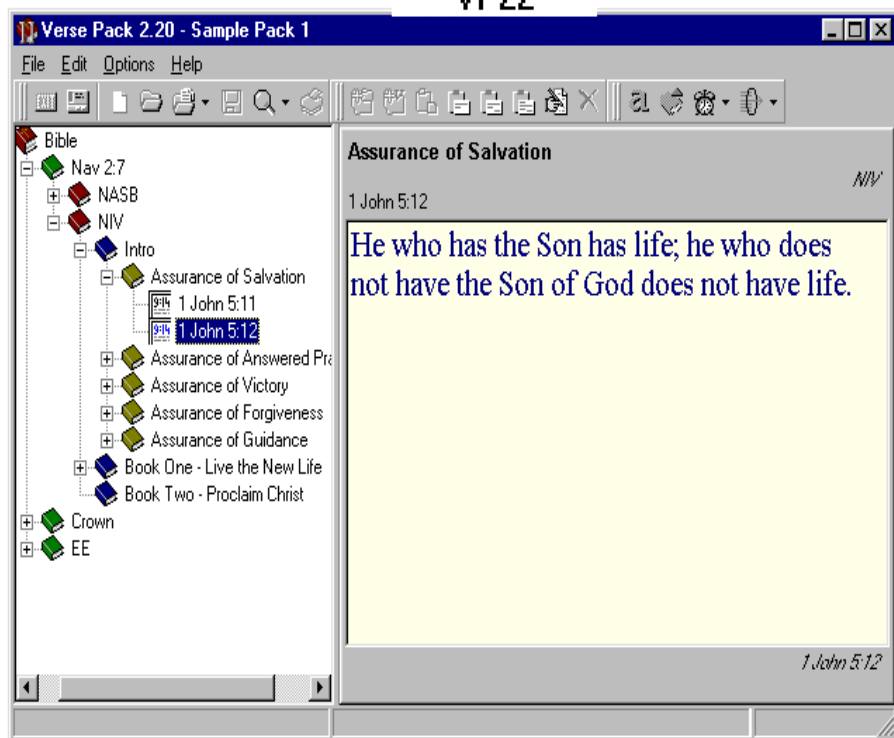 VP22
Verse Pack 2.20 - Sample Pack 1
File Edit Options Help
Bible
Nav 2:7
NASB
NIV
Intro
Assurance of Salvation
1 John 5:11
1 John 5:12
Assurance of Answered Pra
Assurance of Victory
Assurance of Forgiveness
Assurance of Guidance
Book One - Live the New Life
Book Two - Proclaim Christ
Crown
EE
Assurance of Salvation
NIV
1 John 5:12
He who has the Son has life; he who does
not have the Son of God does not have life.
1 John 5:12